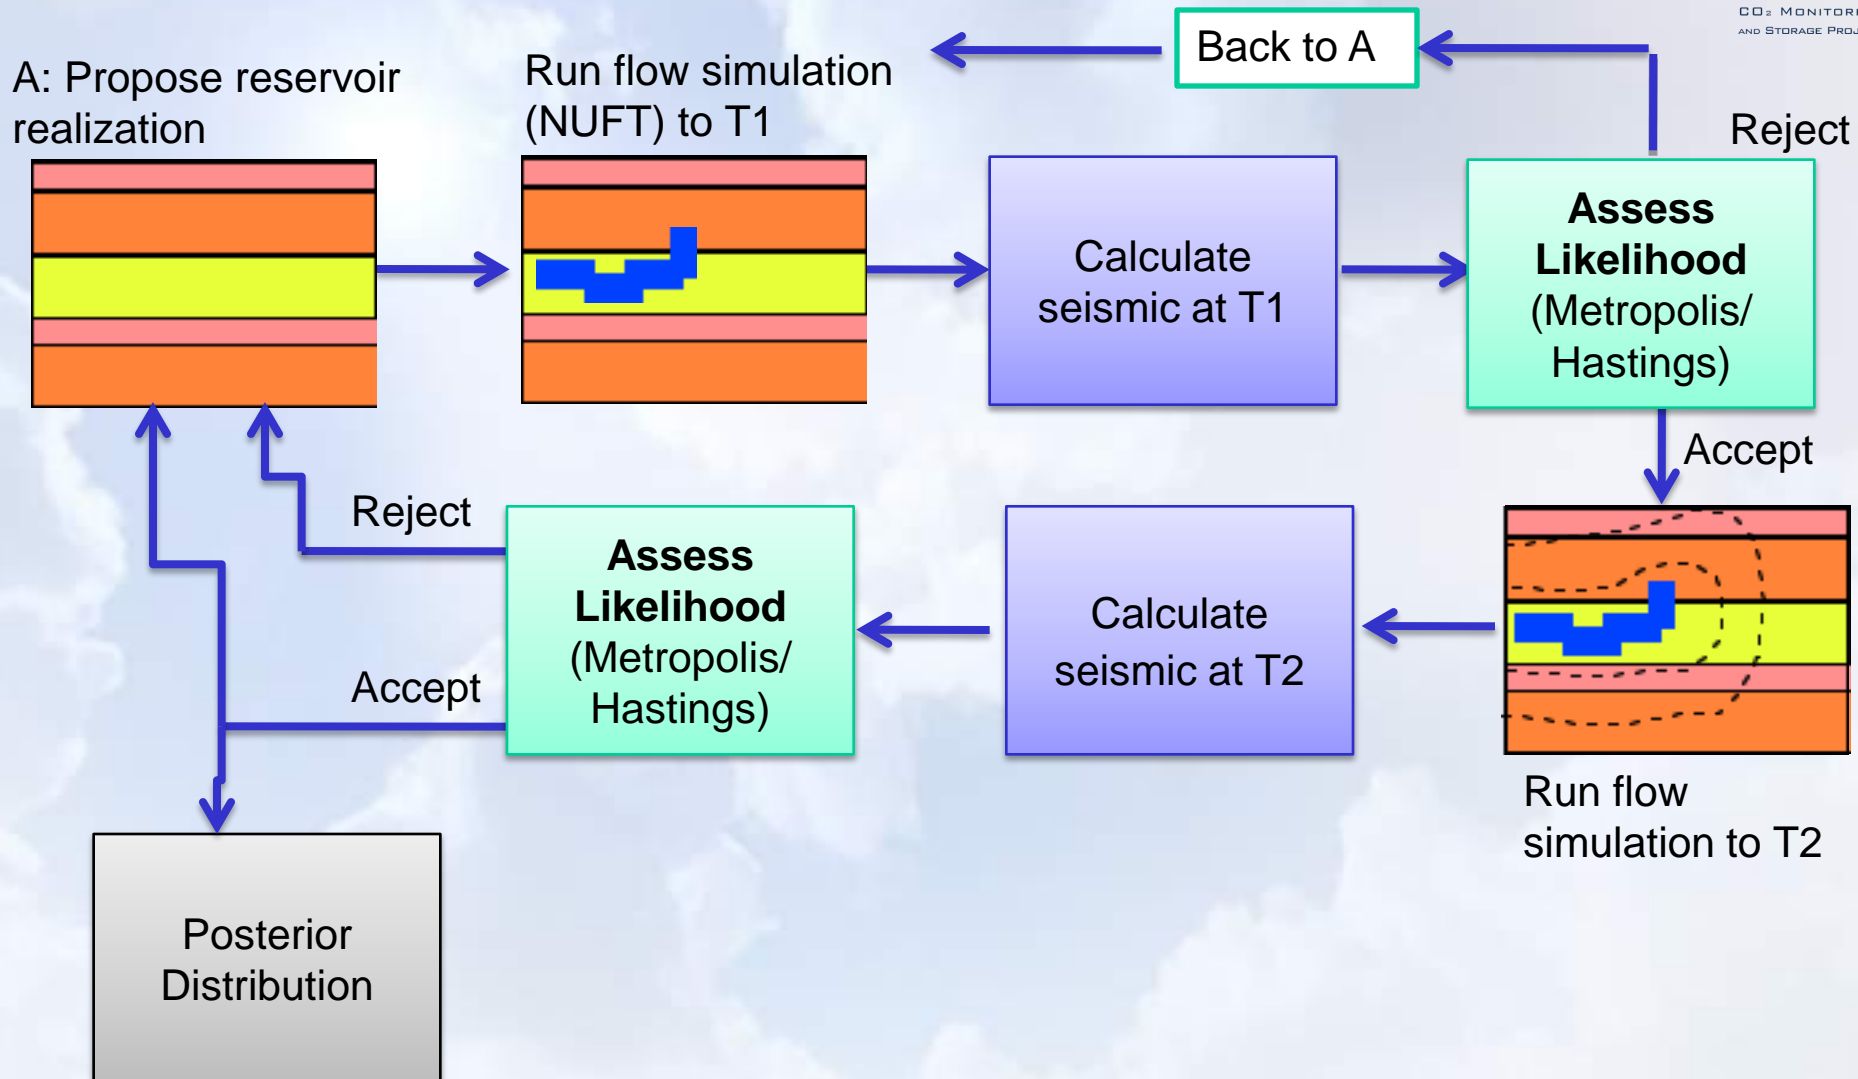 CO₂ MONITORI
AND STORAGE PROJ
Back to A
A: Propose reservoir
realization
Run flow simulation
(NUFT) to T1
Reject
Calculate
seismic at T1
Assess
Likelihood
(Metropolis/
Hastings)
Accept
Reject
Assess
Likelihood
(Metropolis/
Hastings)
Accept
Calculate
seismic at T2
Run flow
simulation to T2
Posterior
Distribution